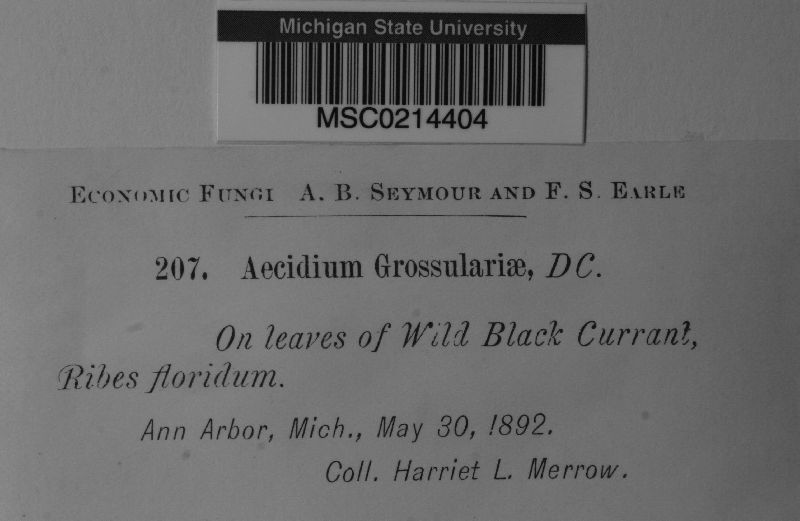 Michigan State University
MSC0214404
Economic Fungi A. B. Seymour and F. S. Earle
207. Aecidium Grossulariæ, DC.
On leaves of Wild Black Currant,
Ribes floridum.
Ann Arbor, Mich., May 30, 1892.
Coll. Harriet L. Merrow.